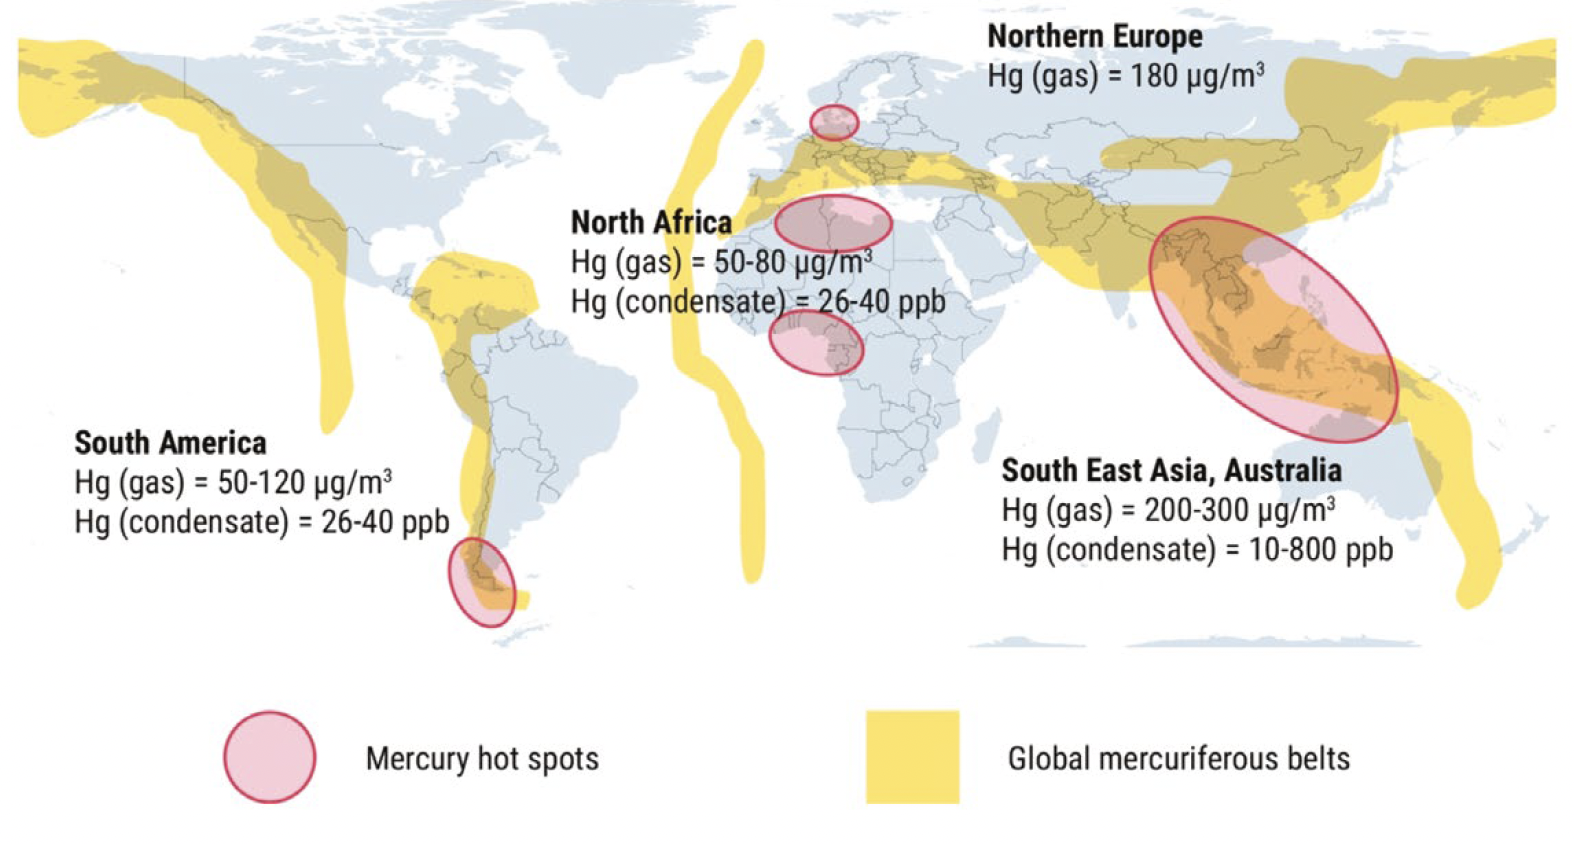 Northern Europe
Hg (gas) = 180 µg/m³
North Africa
Hg (gas) = 50-80 µg/m³
Hg (condensate) = 26-40 ppb
South America
Hg (gas) = 50-120 µg/m³
Hg (condensate) = 26-40 ppb
South East Asia, Australia
Hg (gas) = 200-300 µg/m³
Hg (condensate) = 10-800 ppb
Mercury hot spots
Global mercuriferous belts